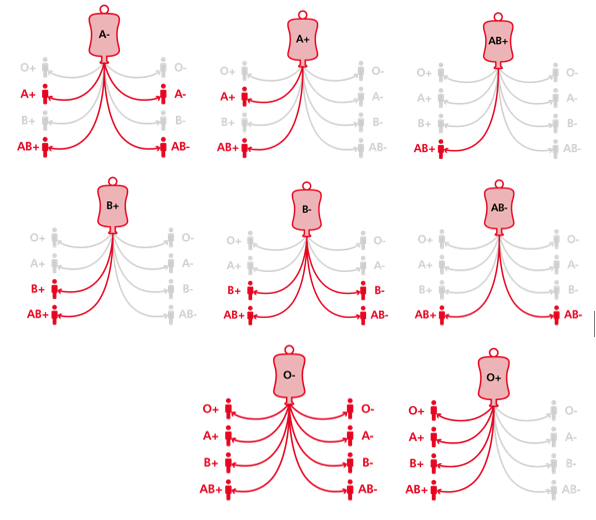 A- A+ AB+
O+ O- O+ O- O+ O-
A+ A- A+ A- A+ A-
B+ B- B+ B- B+ B-
AB+ AB- AB+ AB- AB+ AB-
B+ B- AB-
O+ O- O+ O- O+ O-
A+ A- A+ A- A+ A-
B+ B- B+ B- B+ B-
AB+ AB- AB+ AB- AB+ AB-
O- O+
O+ O- O+ O-
A+ A- A+ A-
B+ B- B+ B-
AB+ AB- AB+ AB-